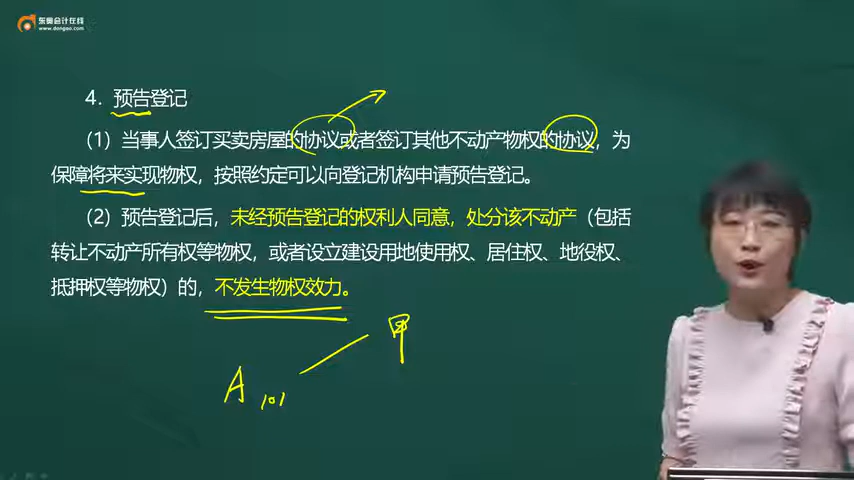 东奥会计在线
www.dongao.com
4. 预告登记
（1）当事人签订买卖房屋的协议或者签订其他不动产物权的协议，为
保障将来实现物权，按照约定可以向登记机构申请预告登记。
（2）预告登记后，未经预告登记的权利人同意，处分该不动产（包括
转让不动产所有权等物权，或者设立建设用地使用权、居住权、地役权、
抵押权等物权）的，不发生物权效力。
甲
A 101